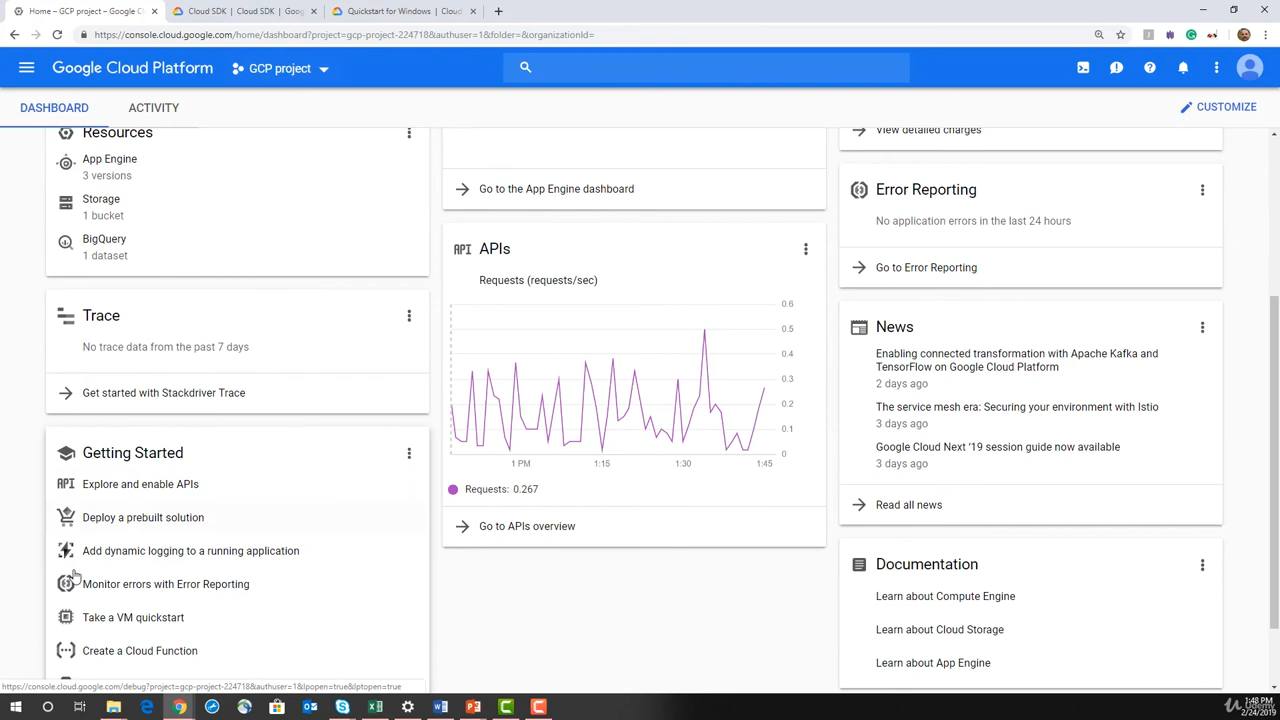 Home – GCP project - Cloud
Cloud SDK | Cloud SDK | Goo
Quickstart for Windows | Cloud
https://console.cloud.google.com/home/dashboard?project=gcp-project-224718&authuser=1&folder=&organizationId=
Google Cloud Platform
GCP project
DASHBOARD
ACTIVITY
CUSTOMIZE
Resources
App Engine
3 versions
Storage
1 bucket
BigQuery
1 dataset
Trace
No trace data from the past 7 days
Get started with Stackdriver Trace
Getting Started
API Explore and enable APIs
Deploy a prebuilt solution
Add dynamic logging to a running application
Monitor errors with Error Reporting
Take a VM quickstart
Create a Cloud Function
Go to the App Engine dashboard
API APIs
Requests (requests/sec)
0.6
0.5
0.4
0.3
0.2
0.1
0
1 PM 1:15 1:30 1:45
Requests: 0.267
Go to APIs overview
View detailed charges
Error Reporting
No application errors in the last 24 hours
Go to Error Reporting
News
Enabling connected transformation with Apache Kafka and
TensorFlow on Google Cloud Platform
2 days ago
The service mesh era: Securing your environment with Istio
3 days ago
Google Cloud Next '19 session guide now available
3 days ago
Read all news
Documentation
Learn about Compute Engine
Learn about Cloud Storage
Learn about App Engine
https://console.cloud.google.com/debug?project=gcp-project-224718&authuser=1&lpopen=true&lptopen=true
1:48 PM
2/24/2019
Udemy